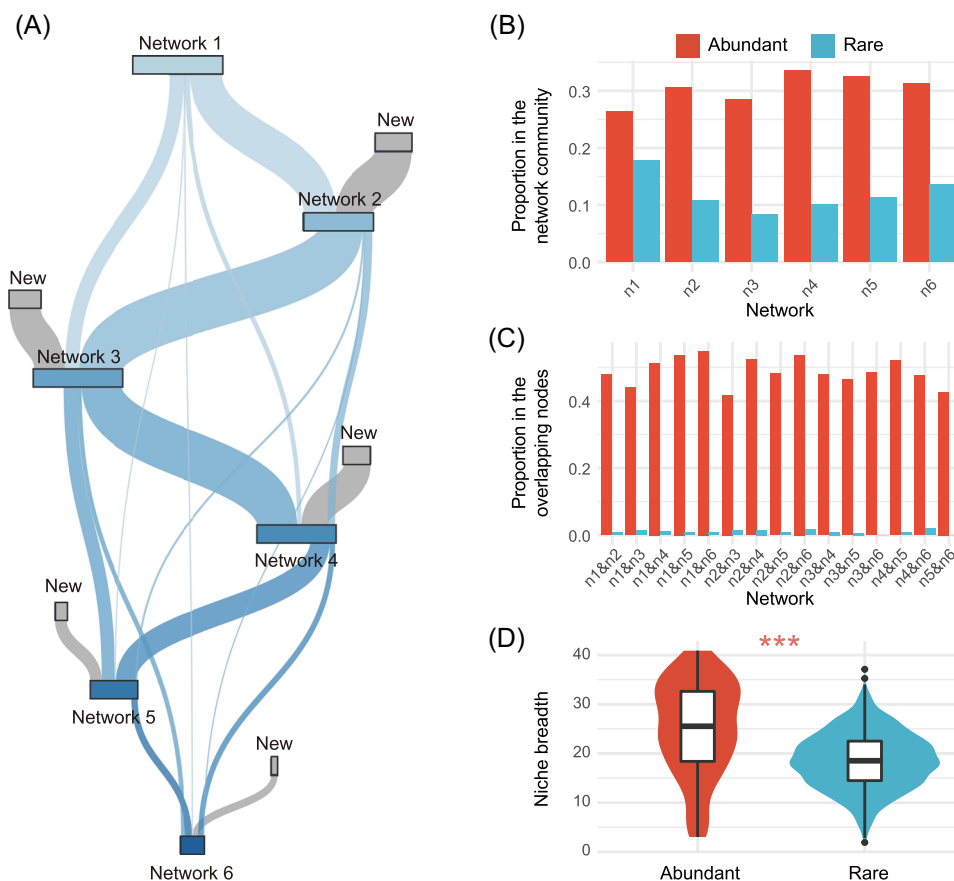 (A)
Network 1
New
Network 2
New
Network 3
New
Network 4
New
Network 5
New
Network 6
(B)
Abundant Rare
Proportion in the
network community
0.3
0.2
0.1
0.0
n1 n2 n3 n4 n5 n6
Network
(C)
Proportion in the
overlapping nodes
0.4
0.2
0.0
n1&n2 n1&n3 n1&n4 n1&n5 n1&n6 n2&n3 n2&n4 n2&n5 n2&n6 n3&n4 n3&n5 n3&n6 n4&n5 n4&n6 n5&n6
Network
(D)
***
Niche breadth
40
30
20
10
0
Abundant Rare